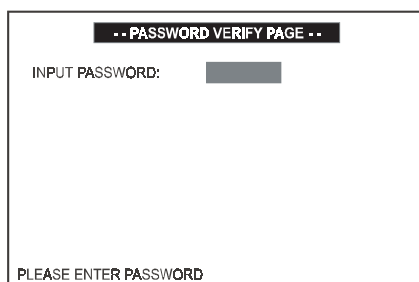 - - PASSWORD VERIFY PAGE - -
INPUT PASSWORD:
PLEASE ENTER PASSWORD